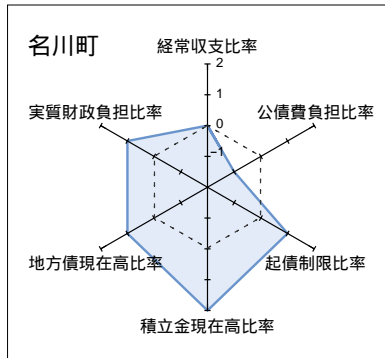 名川町
経常収支比率
2
1
0
-1
公債費負担比率
起債制限比率
積立金現在高比率
地方債現在高比率
実質財政負担比率